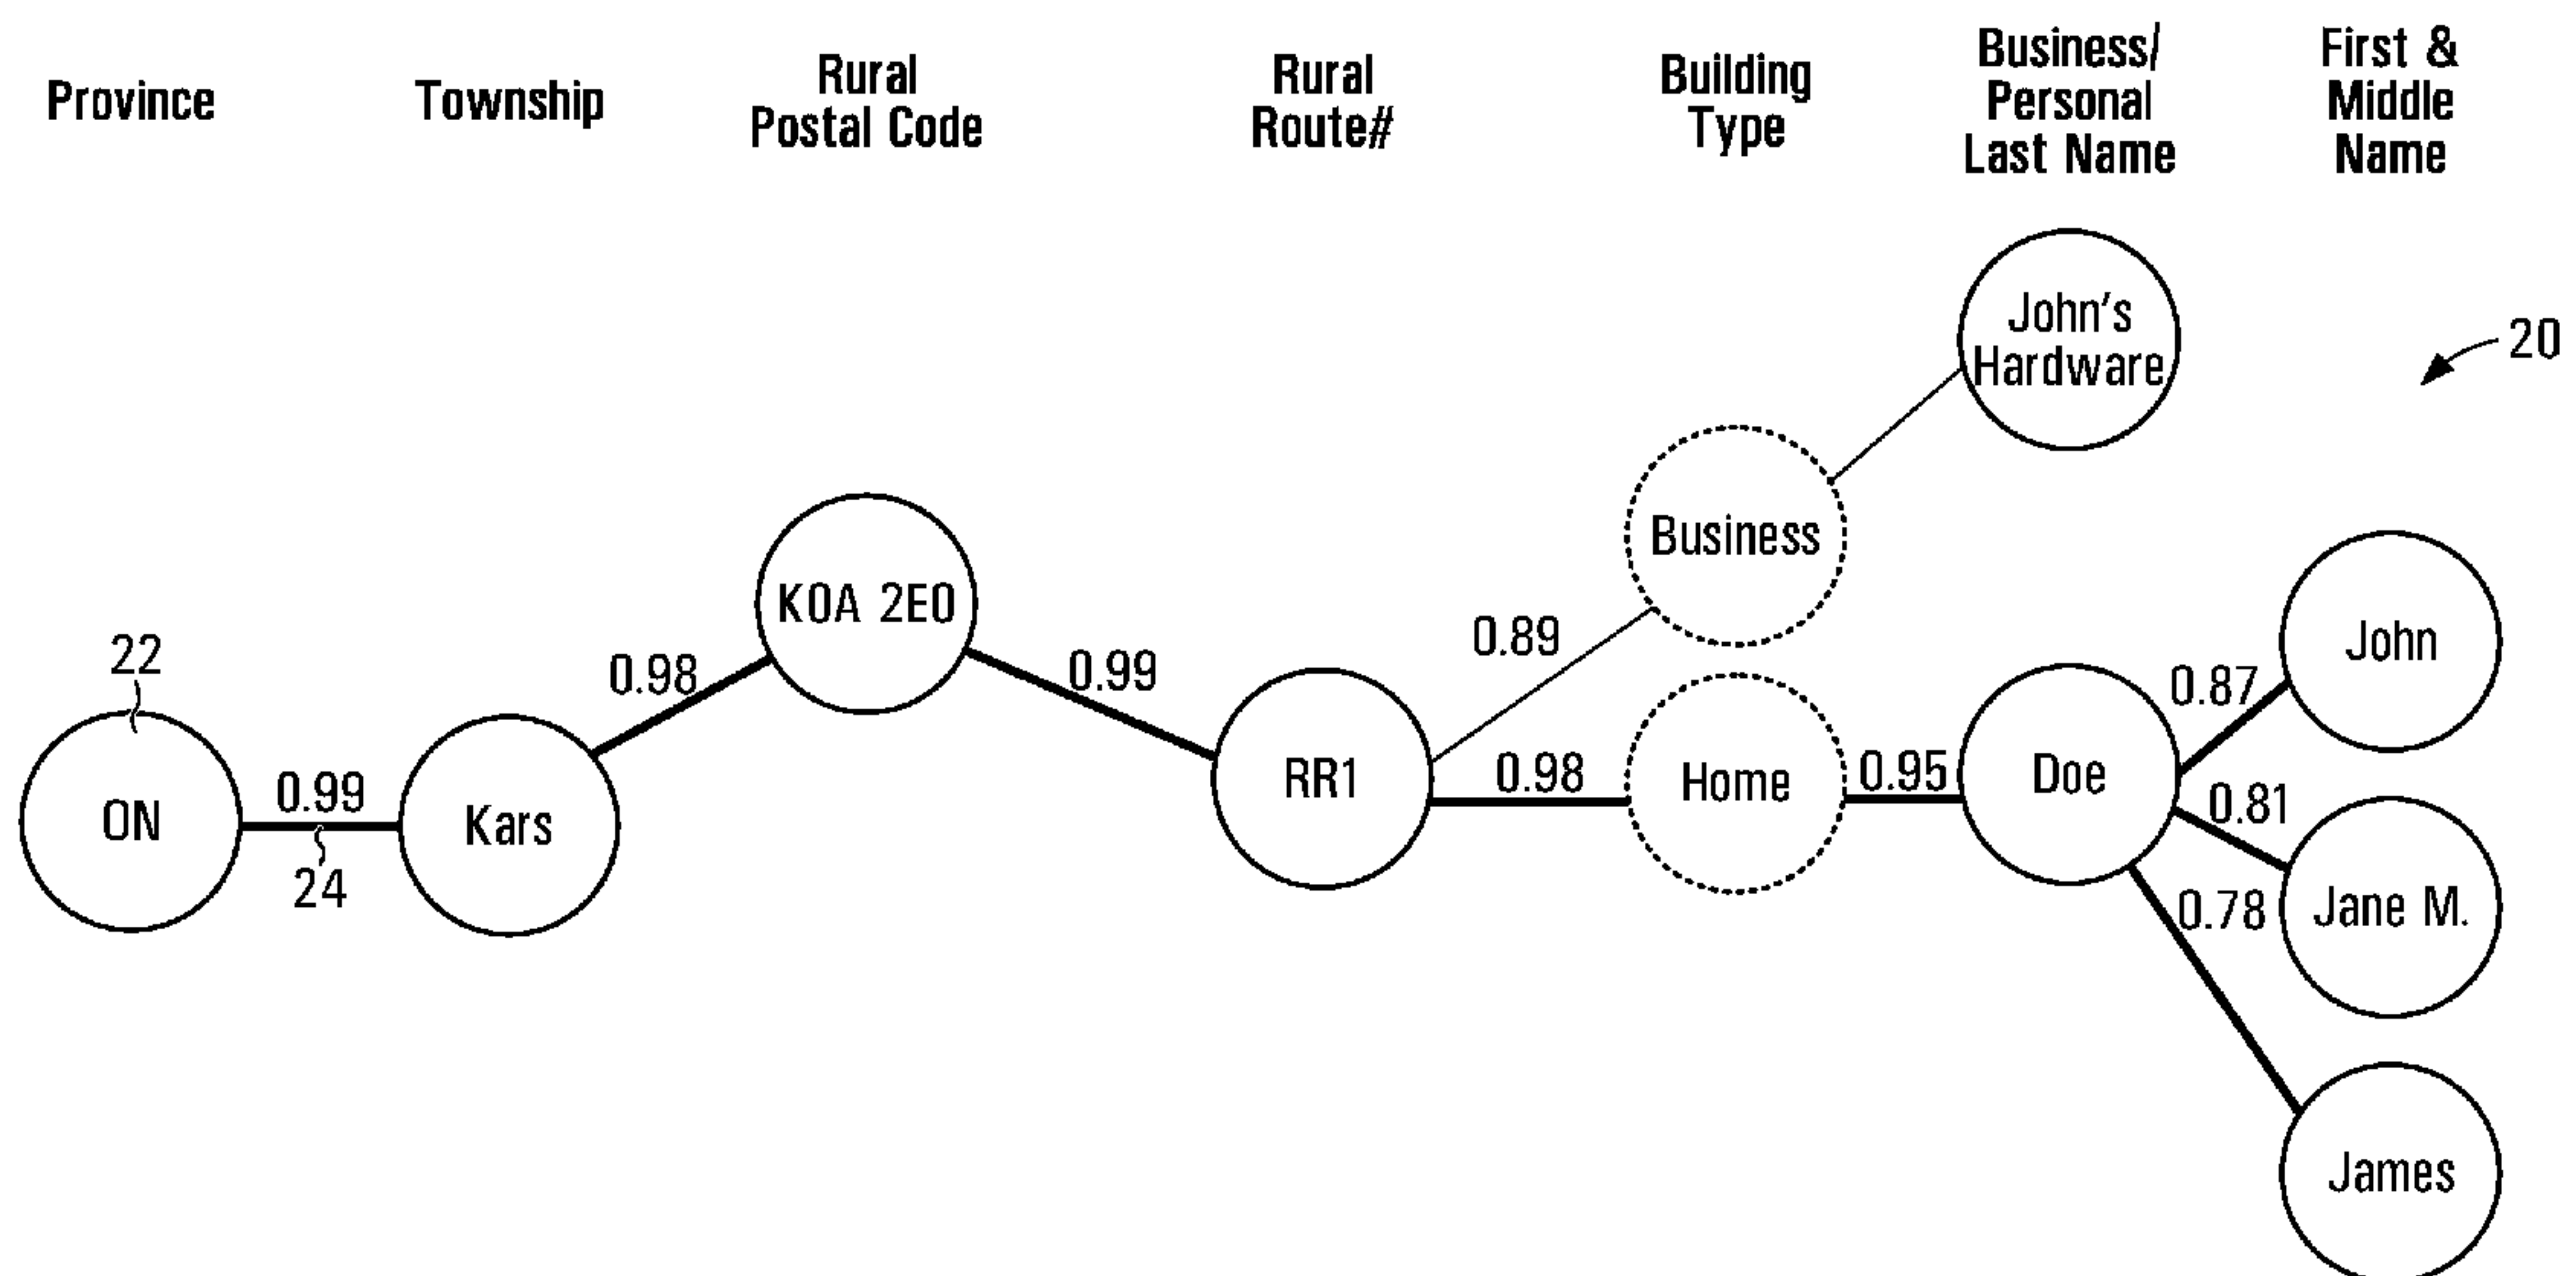 Province
Township
Rural
Postal Code
Rural
Route#
Building
Type
Business/
Personal
Last Name
First &
Middle
Name
John's
Hardware
20
Business
K0A 2E0
John
0.89
22
0.98
0.99
0.87
ON
0.99
Kars
RR1
0.98
Home
0.95
Doe
0.81
24
0.78
Jane M.
James